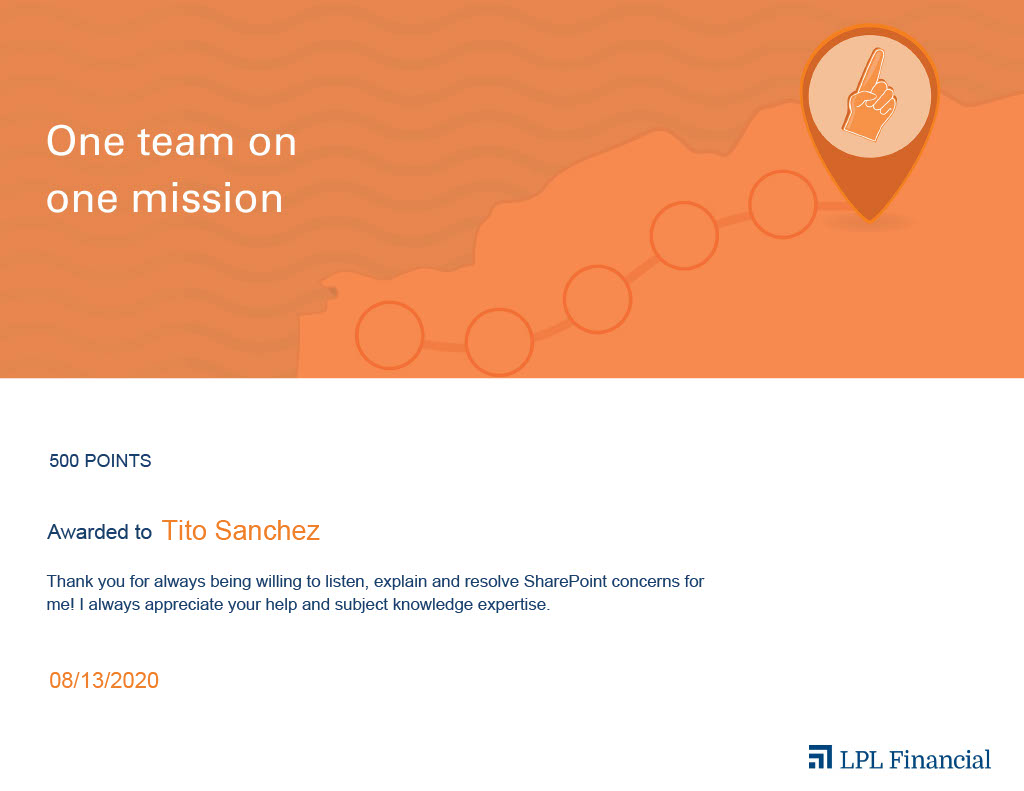 One team on
one mission
500 POINTS
Awarded to Tito Sanchez
Thank you for always being willing to listen, explain and resolve SharePoint concerns for
me! I always appreciate your help and subject knowledge expertise.
08/13/2020
LPL Financial